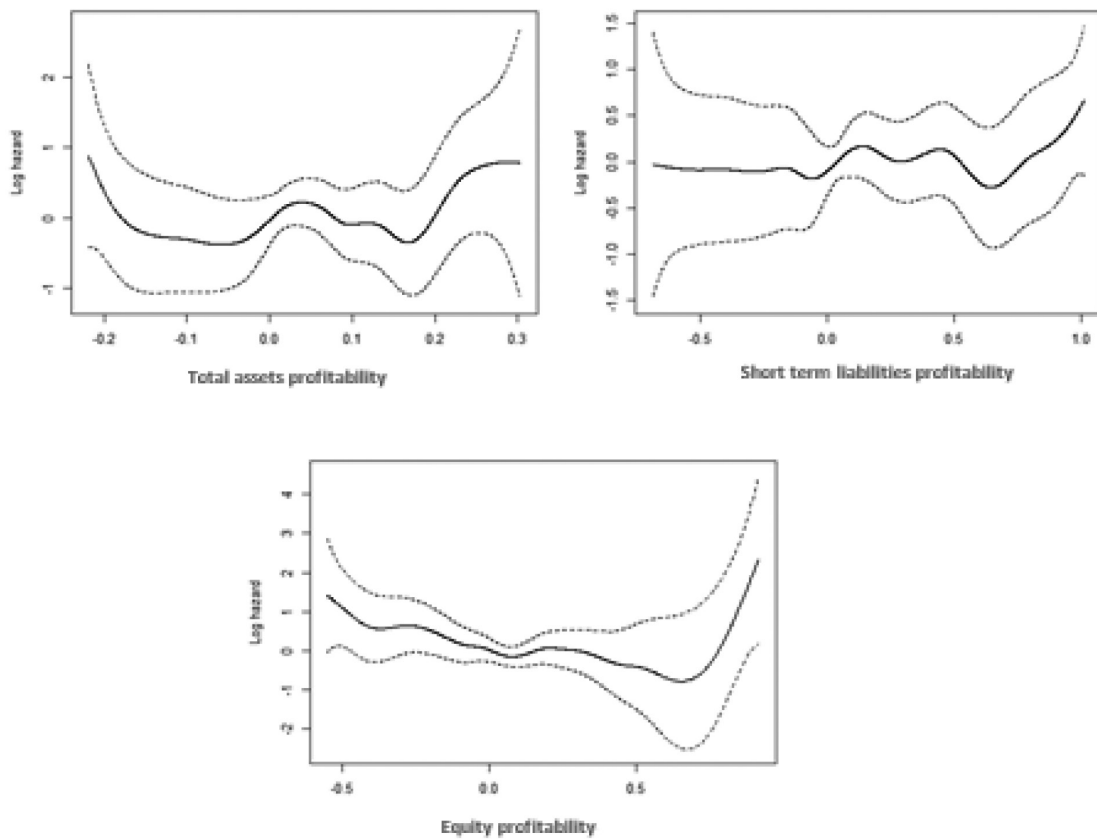 Log hazard
2
1
0
-1
-0.2 -0.1 0.0 0.1 0.2 0.3
Total assets profitability
Log hazard
1.5
1.0
0.5
0.0
-0.5
-1.0
-1.5
-0.5 0.0 0.5 1.0
Short term liabilities profitability
Log hazard
4
3
2
1
0
-1
-2
-0.5 0.0 0.5
Equity profitability